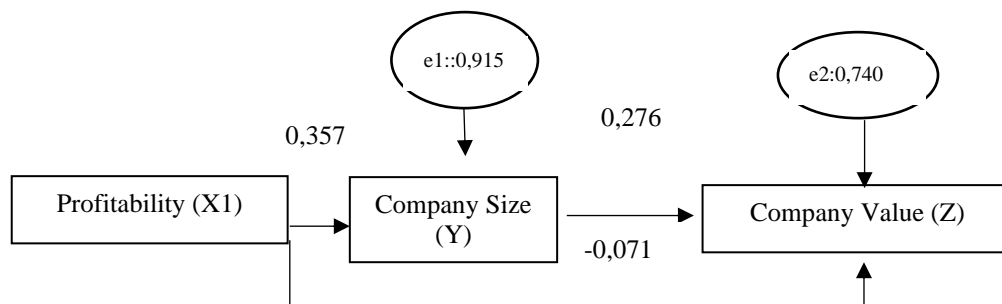 e1::0,915
e2:0,740
0,357
0,276
Profitability (X1)
Company Size
(Y)
Company Value (Z)
-0,071